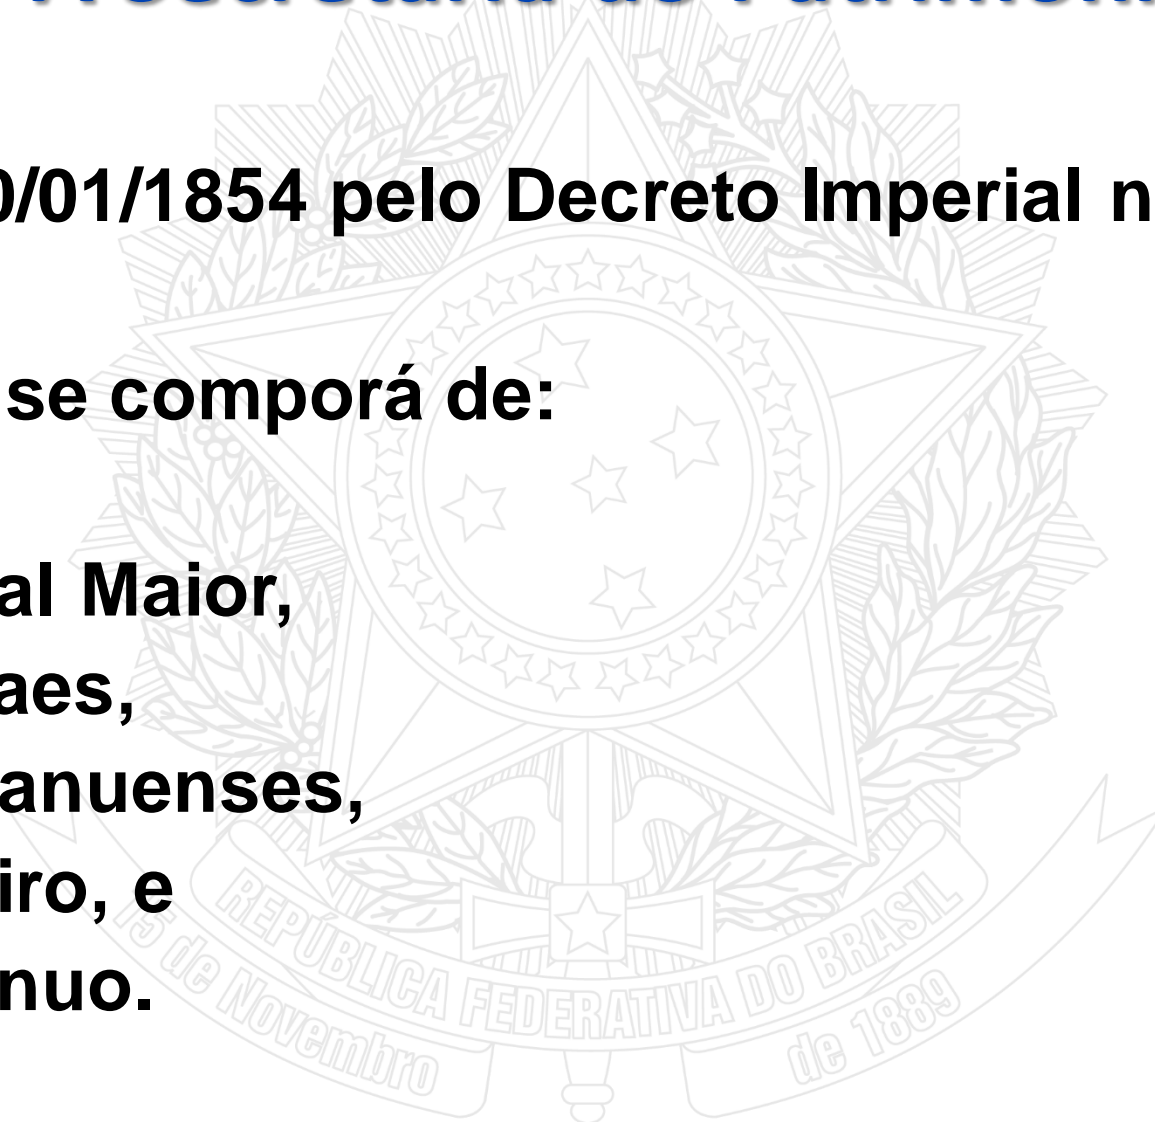 0/01/1854 pelo Decreto Imperial n
se comporá de:
al Maior,
aes,
anuenses,
iro, e
nuo.
REPÚBLICA FEDERATIVA DO BRASIL
15 de Novembro de 1889